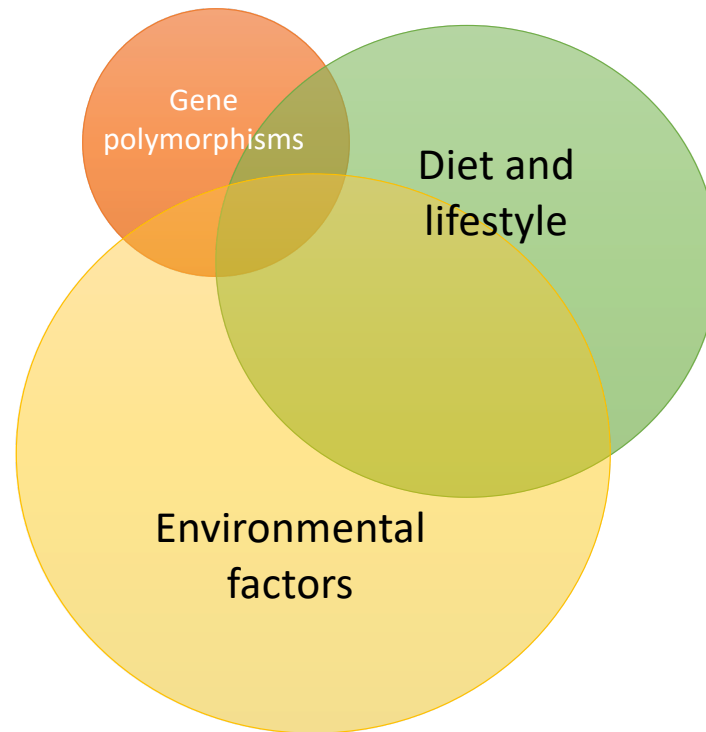 Gene
polymorphisms
Diet and
lifestyle
Environmental
factors